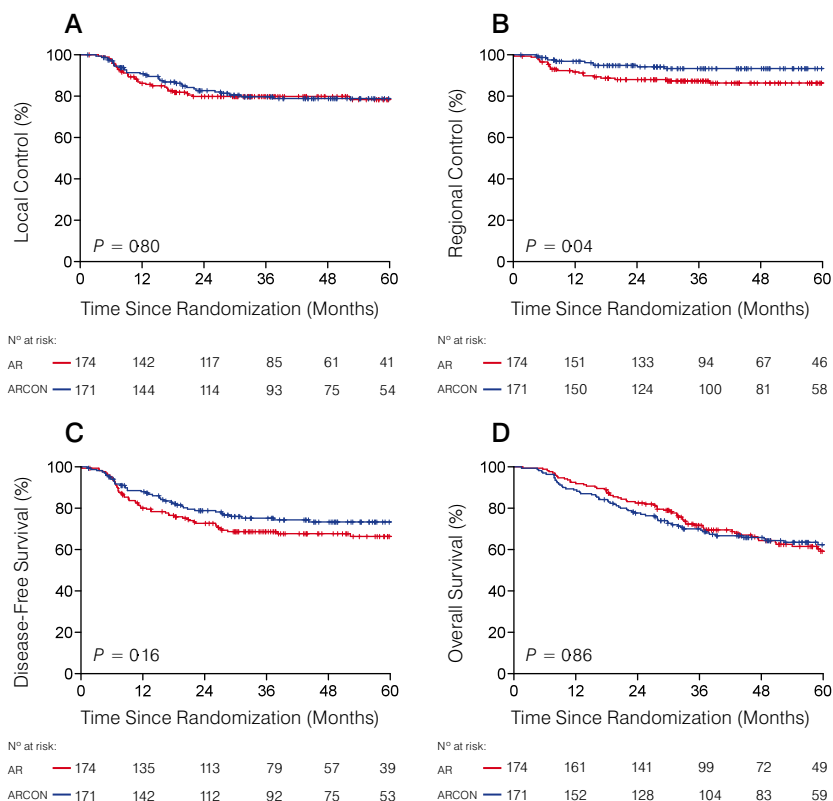 A
100
80
60
40
20
0
Local Control (%)
P = 0·80
0 12 24 36 48 60
Time Since Randomization (Months)
Nº at risk:
AR 174 142 117 85 61 41
ARCON 171 144 114 93 75 54
B
100
80
60
40
20
0
Regional Control (%)
P = 0·04
0 12 24 36 48 60
Time Since Randomization (Months)
Nº at risk:
AR 174 151 133 94 67 46
ARCON 171 150 124 100 81 58
C
100
80
60
40
20
0
Disease-Free Survival (%)
P = 0·16
0 12 24 36 48 60
Time Since Randomization (Months)
Nº at risk:
AR 174 135 113 79 57 39
ARCON 171 142 112 92 75 53
D
100
80
60
40
20
0
Overall Survival (%)
P = 0·86
0 12 24 36 48 60
Time Since Randomization (Months)
Nº at risk:
AR 174 161 141 99 72 49
ARCON 171 152 128 104 83 59